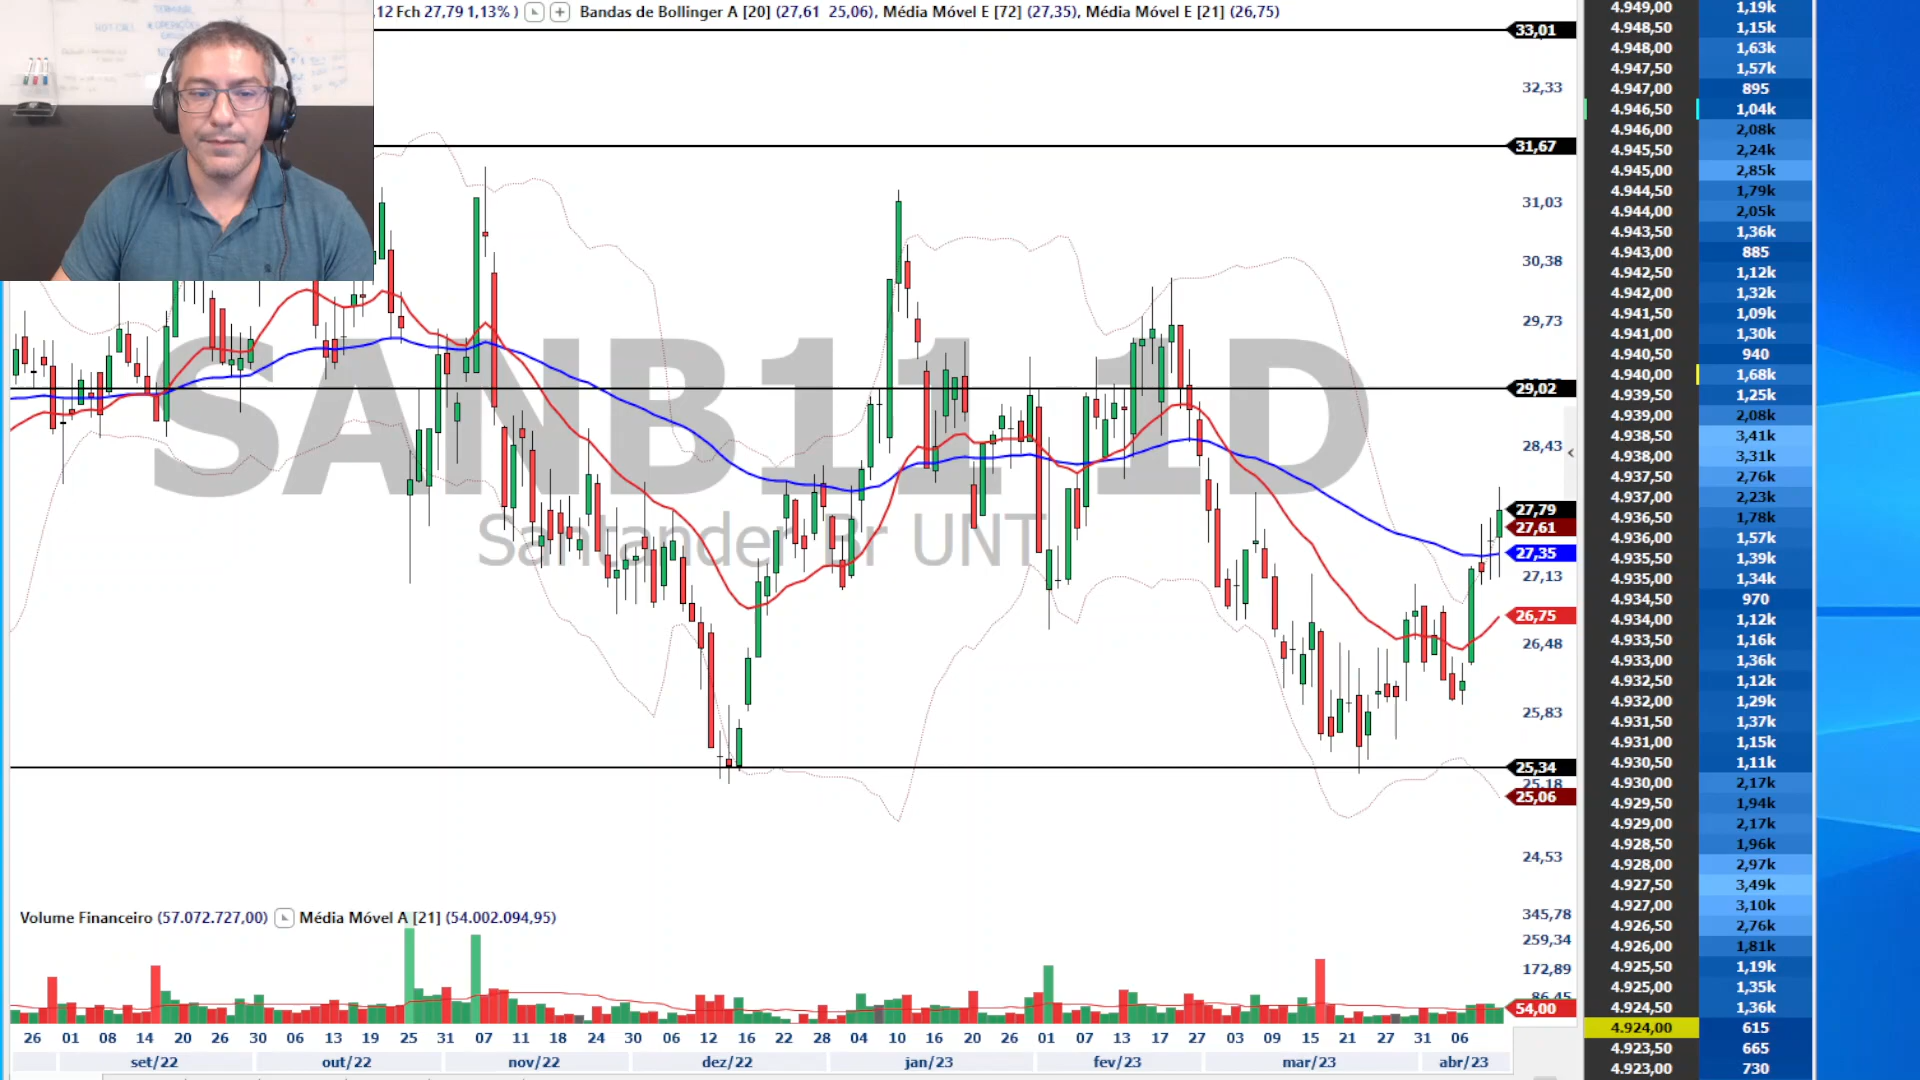 ,12 Fch 27,79 1,13% ) Bandas de Bollinger A [20] (27,61 25,06), Média Móvel E [72] (27,35), Média Móvel E [21] (26,75)
TERMINAL
SANB11 1D
Santander Br UNT
33,01
32,33
31,67
31,03
30,38
29,73
29,02
28,43
27,79
27,61
27,35
27,13
26,75
26,48
25,83
25,34
25,18
25,06
24,53
Volume Financeiro (57.072.727,00) Média Móvel A [21] (54.002.094,95)
345,78
259,34
172,89
86,45
54,00
26 01 08 14 20 26 30 06 13 19 25 31 07 11 18 24 30 06 12 16 22 28 04 10 16 20 26 01 07 13 17 27 03 09 15 21 27 31 06
set/22 out/22 nov/22 dez/22 jan/23 fev/23 mar/23 abr/23
4.949,00 1,19k
4.948,50 1,15k
4.948,00 1,63k
4.947,50 1,57k
4.947,00 895
4.946,50 1,04k
4.946,00 2,08k
4.945,50 2,24k
4.945,00 2,85k
4.944,50 1,79k
4.944,00 2,05k
4.943,50 1,36k
4.943,00 885
4.942,50 1,12k
4.942,00 1,32k
4.941,50 1,09k
4.941,00 1,30k
4.940,50 940
4.940,00 1,68k
4.939,50 1,25k
4.939,00 2,08k
4.938,50 3,41k
4.938,00 3,31k
4.937,50 2,76k
4.937,00 2,23k
4.936,50 1,78k
4.936,00 1,57k
4.935,50 1,39k
4.935,00 1,34k
4.934,50 970
4.934,00 1,12k
4.933,50 1,16k
4.933,00 1,36k
4.932,50 1,12k
4.932,00 1,29k
4.931,50 1,37k
4.931,00 1,15k
4.930,50 1,11k
4.930,00 2,17k
4.929,50 1,94k
4.929,00 2,17k
4.928,50 1,96k
4.928,00 2,97k
4.927,50 3,49k
4.927,00 3,10k
4.926,50 2,76k
4.926,00 1,81k
4.925,50 1,19k
4.925,00 1,35k
4.924,50 1,36k
4.924,00 615
4.923,50 665
4.923,00 730